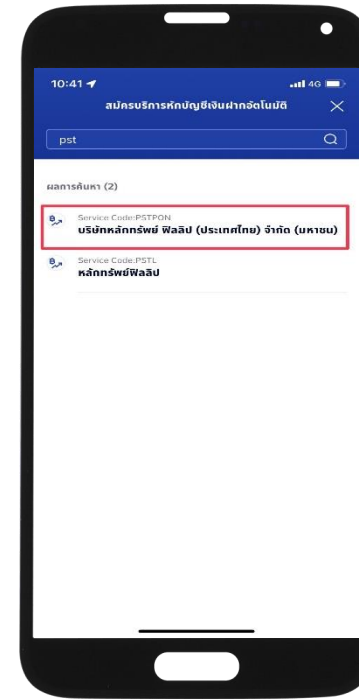 10:41
4G
สมัครบริการหักบัญชีเงินฝากอัตโนมัติ
pst
ผลการค้นหา (2)
Service Code:PSTPON
บริษัทหลักทรัพย์ ฟิลลิป (ประเทศไทย) จำกัด (มหาชน)
Service Code:PSTL
หลักทรัพย์ฟิลลิป